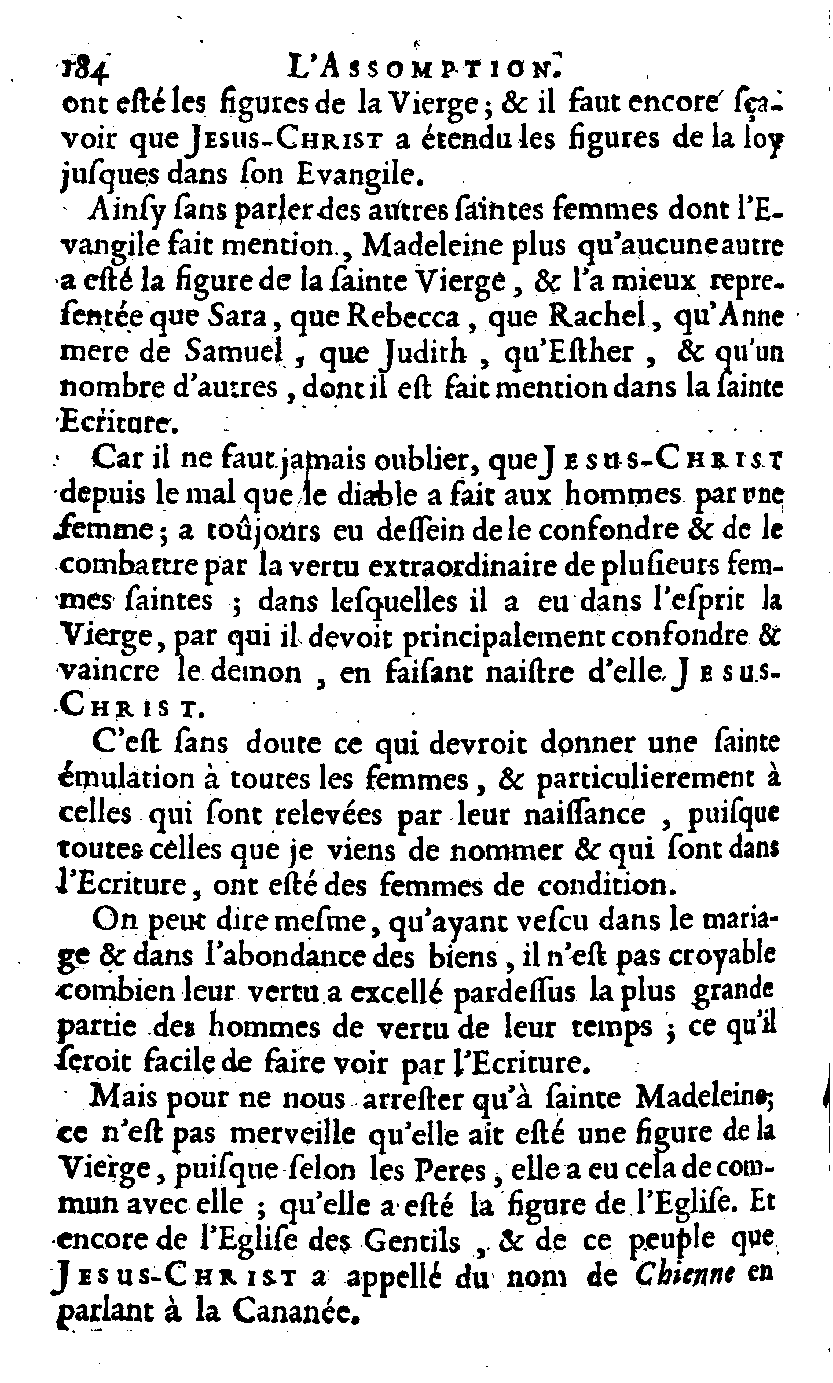 184 L'ASSOMPTION.
ont eſté les figures de la Vierge; & il faut encore ſça-
voir que JESUS-CHRIST a étendu les figures de la loy
juſques dans ſon Evangile.
Ainſy ſans parler des autres ſaintes femmes dont l'E-
vangile fait mention, Madeleine plus qu'aucune autre
a eſté la figure de la ſainte Vierge, & l'a mieux repre-
ſentée que Sara, que Rebecca, que Rachel, qu'Anne
mere de Samuel, que Judith, qu'Eſther, & qu'un
nombre d'autres, dont il eſt fait mention dans la ſainte
Ecriture.
Car il ne faut jamais oublier, que JESUS-CHRIST
depuis le mal que le diable a fait aux hommes par une
femme; a toûjours eu deſſein de le confondre & de le
combattre par la vertu extraordinaire de pluſieurs fem-
mes ſaintes; dans leſquelles il a eu dans l'eſprit la
Vierge, par qui il devoit principalement confondre &
vaincre le demon, en faiſant naiſtre d'elle JESUS-
CHRIST.
C'eſt ſans doute ce qui devroit donner une ſainte
émulation à toutes les femmes, & particulierement à
celles qui ſont relevées par leur naiſſance, puiſque
toutes celles que je viens de nommer & qui ſont dans
l'Ecriture, ont eſté des femmes de condition.
On peut dire meſme, qu'ayant veſcu dans le maria-
ge & dans l'abondance des biens, il n'eſt pas croyable
combien leur vertu a excellé pardeſſus la plus grande
partie des hommes de vertu de leur temps; ce qu'il
ſeroit facile de faire voir par l'Ecriture.
Mais pour ne nous arreſter qu'à ſainte Madeleine;
ce n'eſt pas merveille qu'elle ait eſté une figure de la
Vierge, puiſque ſelon les Peres, elle a eu cela de com-
mun avec elle; qu'elle a eſté la figure de l'Egliſe. Et
encore de l'Egliſe des Gentils, & de ce peuple que
JESUS-CHRIST a appellé du nom de Chienne en
parlant à la Cananée.